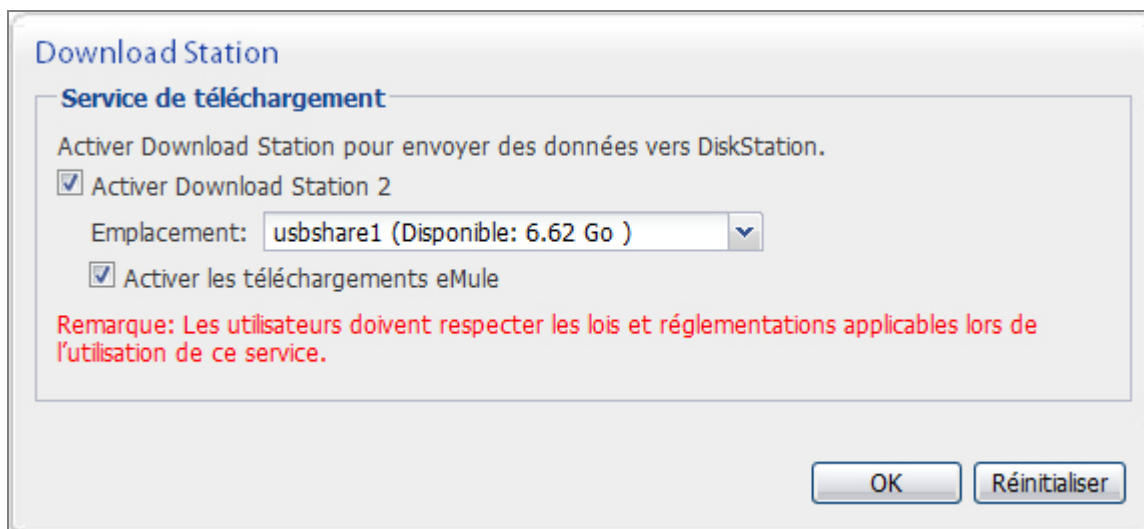 Download Station
Service de téléchargement
Activer Download Station pour envoyer des données vers DiskStation.
Activer Download Station 2
Emplacement: usbshare1 (Disponible: 6.62 Go )
Activer les téléchargements eMule
Remarque: Les utilisateurs doivent respecter les lois et réglementations applicables lors de
l'utilisation de ce service.
OK Réinitialiser